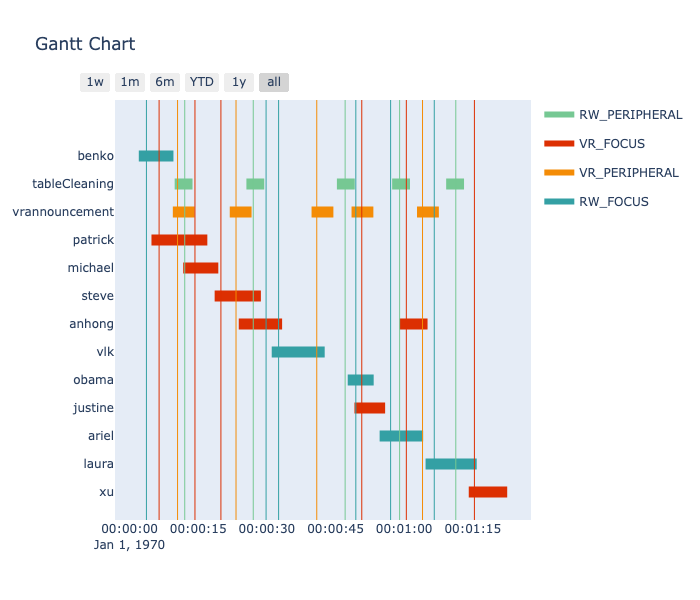 Gantt Chart
1w 1m 6m YTD 1y all
RW_PERIPHERAL
VR_FOCUS
VR_PERIPHERAL
RW_FOCUS
benko
tableCleaning
vrannouncement
patrick
michael
steve
anhong
vlk
obama
justine
ariel
laura
xu
00:00:00 00:00:15 00:00:30 00:00:45 00:01:00 00:01:15
Jan 1, 1970